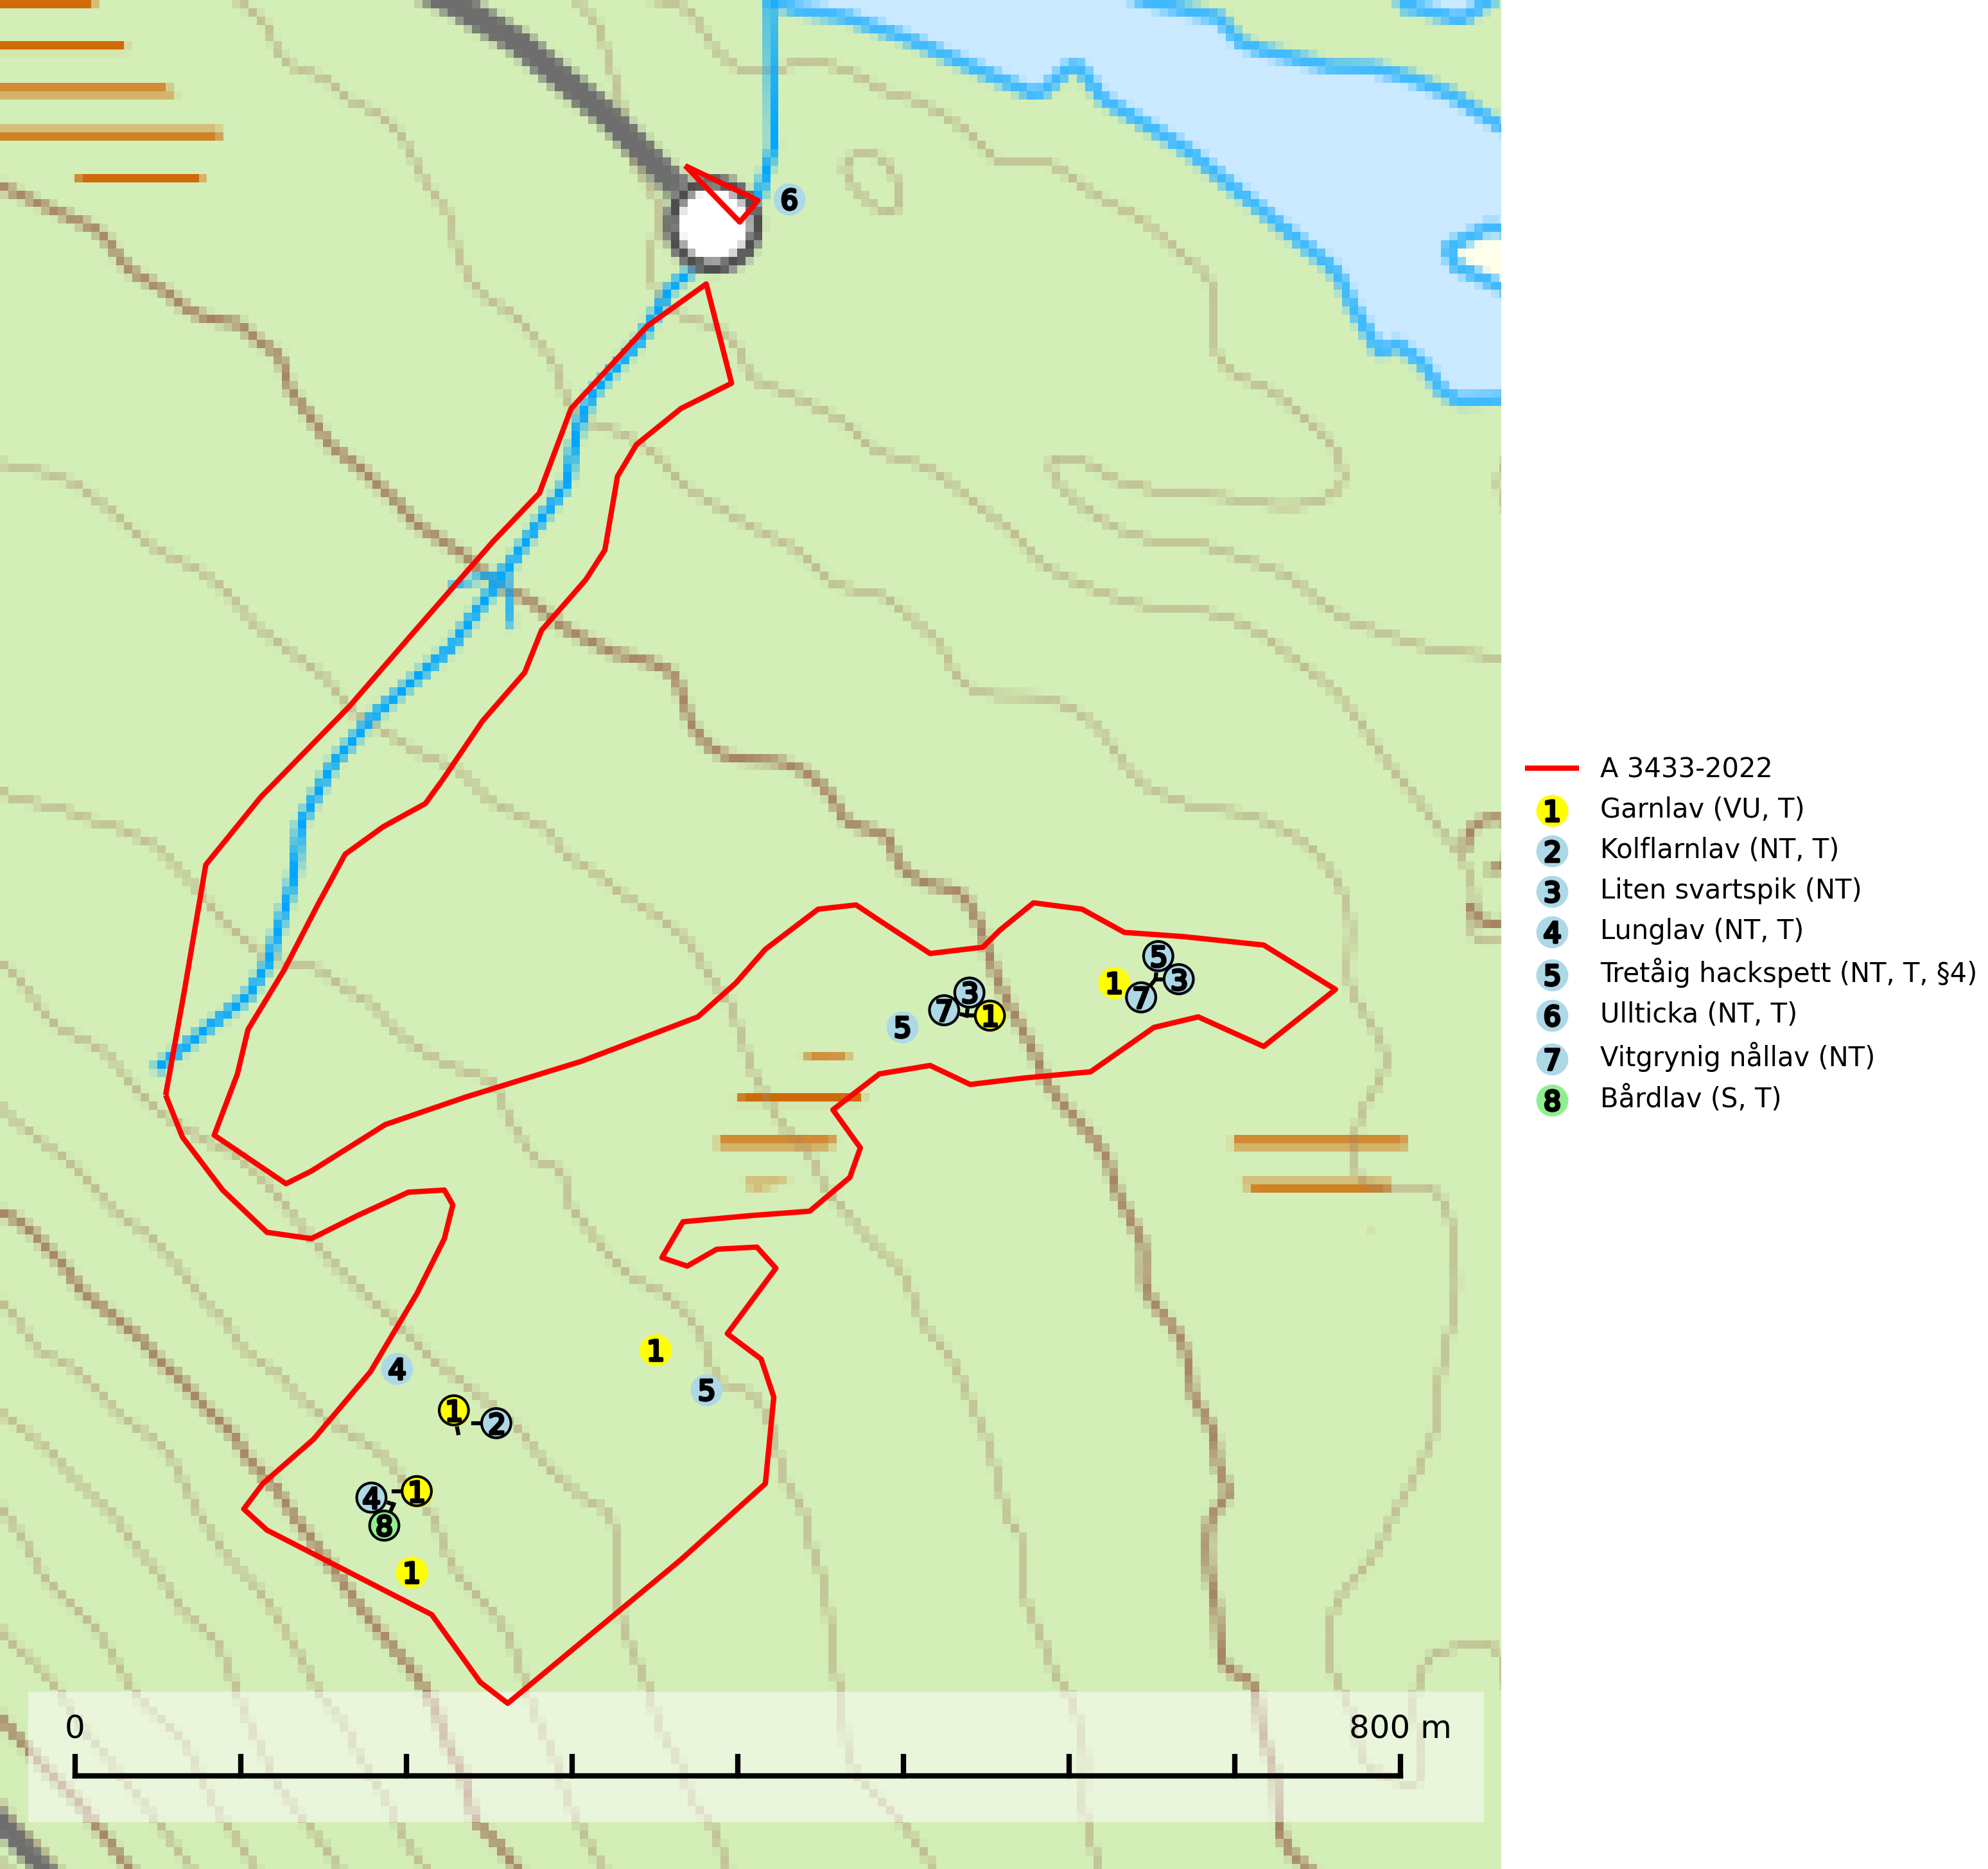 6
5
1
3
7
3
7
1
5
1
4
5
1
2
4
1
8
1
0
800 m
A 3433-2022
1 Garnlav (VU, T)
2 Kolflarnlav (NT, T)
3 Liten svartspik (NT)
4 Lunglav (NT, T)
5 Tretåig hackspett (NT, T, §4)
6 Ullticka (NT, T)
7 Vitgrynig nållav (NT)
8 Bårdlav (S, T)